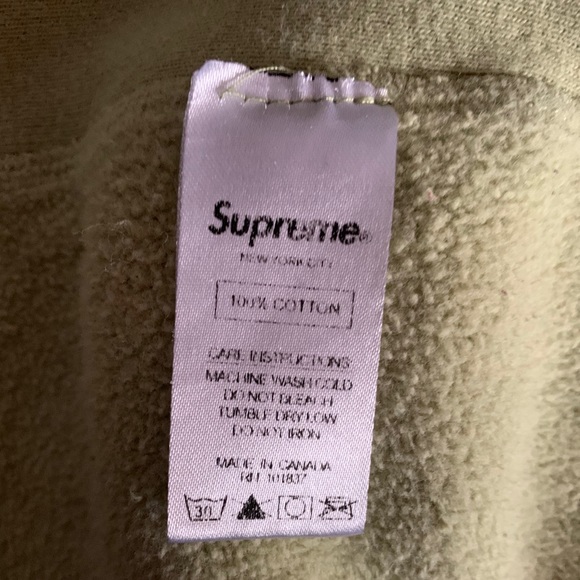 Supreme®
NEW YORK CITY
100% COTTON
CARE INSTRUCTIONS:
MACHINE WASH COLD
DO NOT BLEACH
TUMBLE DRY LOW
DO NOT IRON
MADE IN CANADA
RN 101837
30